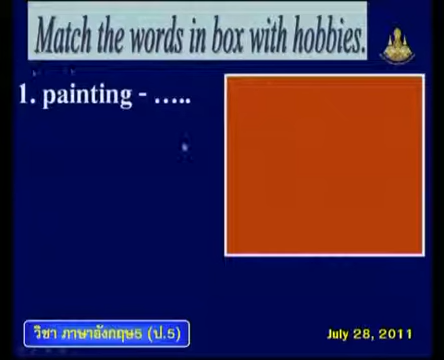 Match the words in box with hobbies.
1. painting - .....
วิชา ภาษาอังกฤษ5 (ป.5)
July 28, 2011